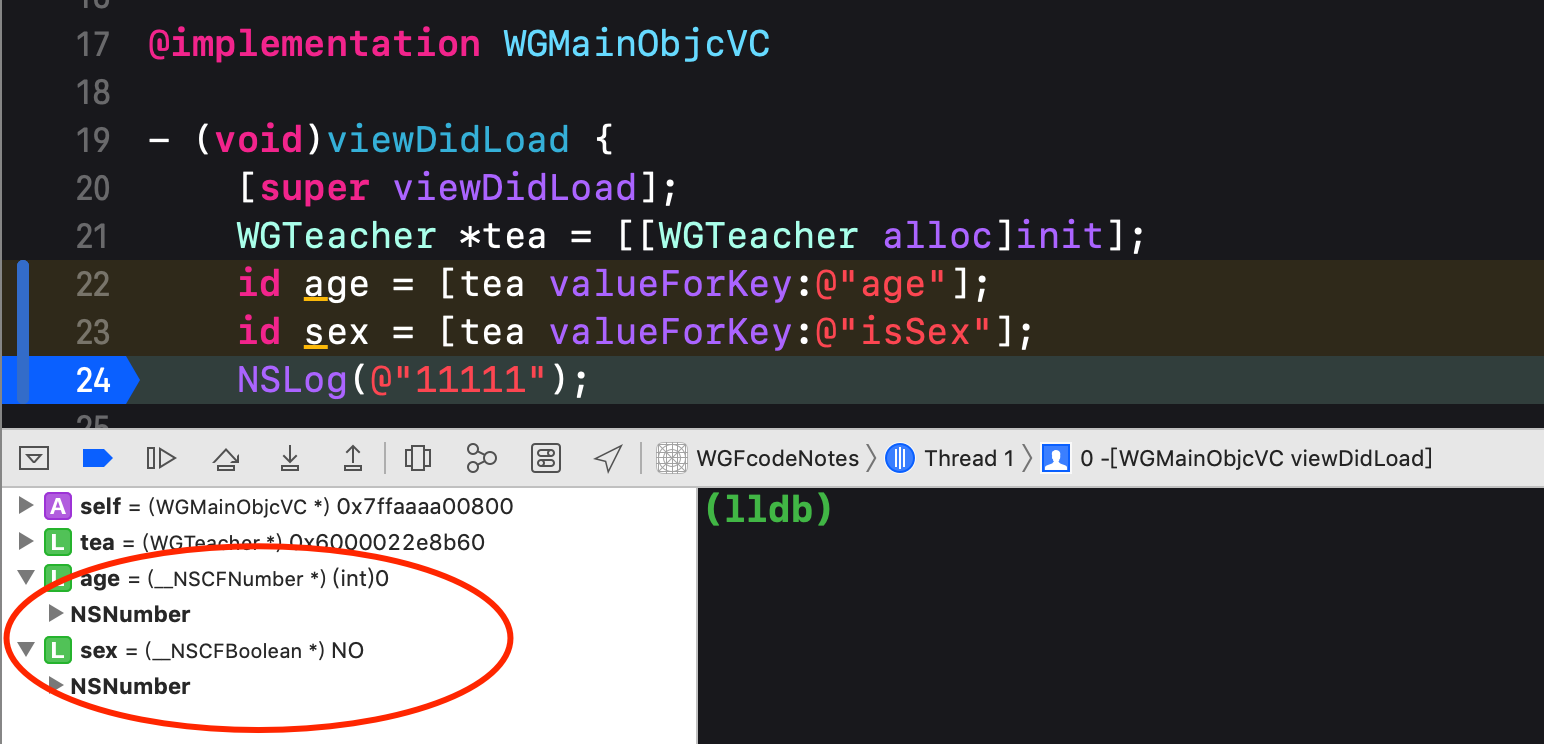 16
17 @implementation WGMainObjcVC
18
19 - (void)viewDidLoad {
20 [super viewDidLoad];
21 WGTeacher *tea = [[WGTeacher alloc]init];
22 id age = [tea valueForKey:@"age"];
23 id sex = [tea valueForKey:@"isSex"];
24 NSLog(@"11111");
25
WGFcodeNotes Thread 1 0 -[WGMainObjcVC viewDidLoad]
A self = (WGMainObjcVC *) 0x7ffaaaa00800
L tea = (WGTeacher *) 0x6000022e8b60
L age = (__NSCFNumber *) (int)0
NSNumber
L sex = (__NSCFBoolean *) NO
NSNumber
(lldb)